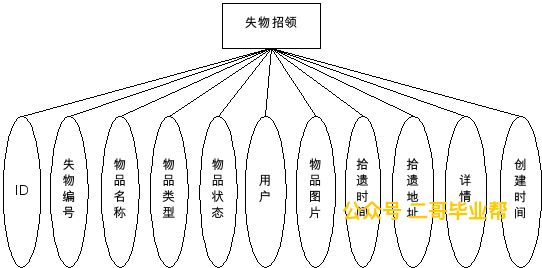 失物招领
ID
失物编号
物品名称
物品类型
物品状态
用户
物品图片
拾遗时间
拾遗地址
详情
创建时间
公众号 二哥毕业帮